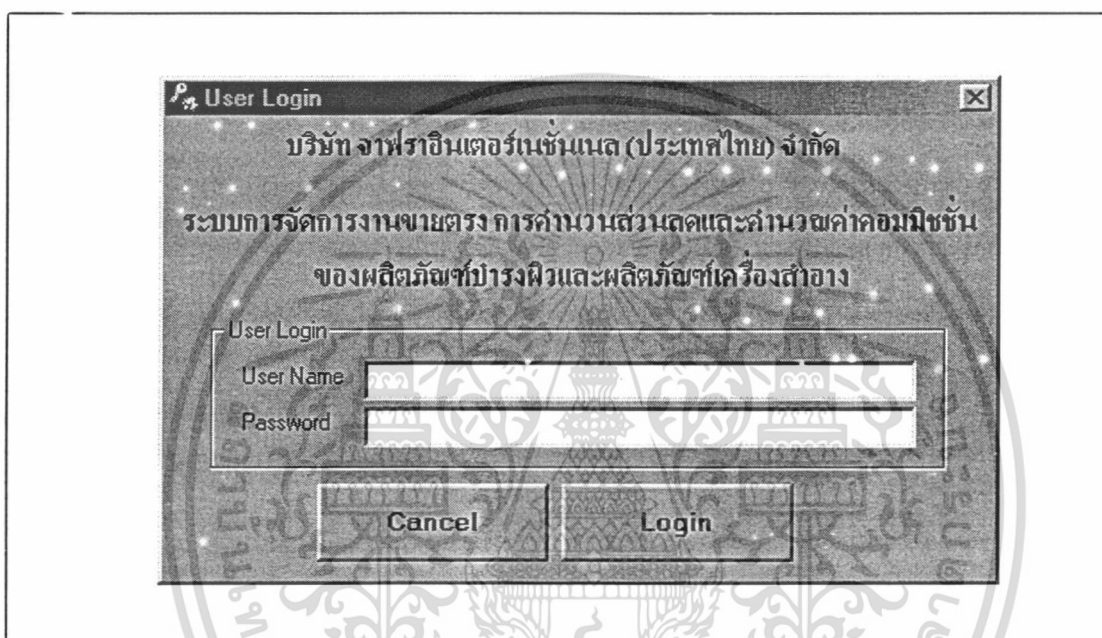 User Login
บริษัท จาฟราอินเตอร์เนชั่นเนล (ประเทศไทย) จำกัด
ระบบการจัดการงานขายตรง การคำนวนส่วนลดและคำนวณค่าคอมมิชชั่น
ของผลิตภัณฑ์บำรุงผิวและผลิตภัณฑ์เครื่องสำอาง
User Login
User Name
Password
Cancel
Login